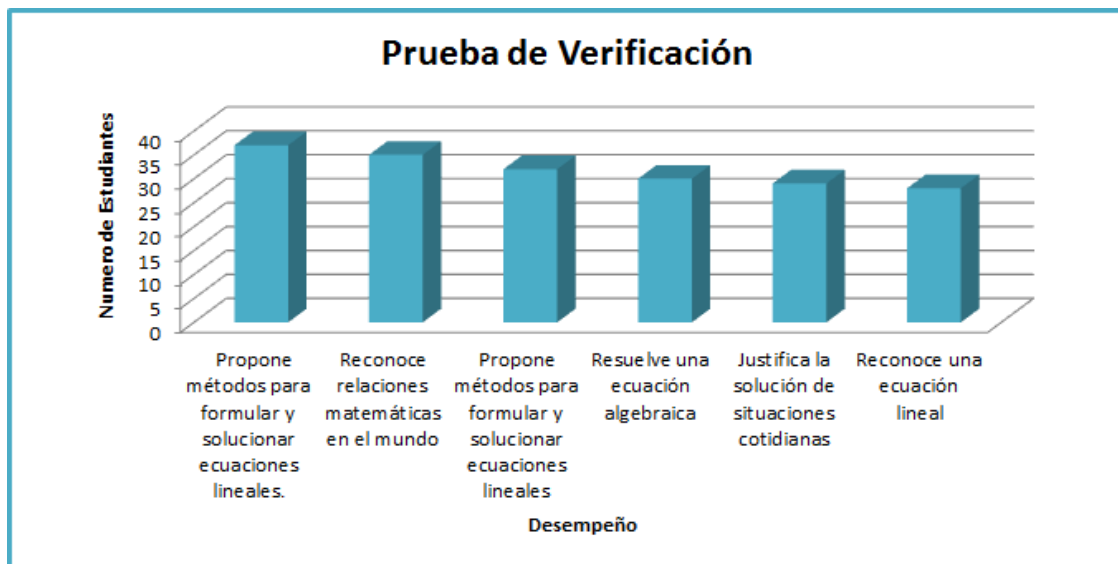 Prueba de Verificación
Numero de Estudiantes
40
35
30
25
20
15
10
5
0
Propone
métodos para
formular y
solucionar
ecuaciones
lineales.
Reconoce
relaciones
matemáticas
en el mundo
Propone
métodos para
formular y
solucionar
ecuaciones
lineales
Resuelve una
ecuación
algebraica
Justifica la
solución de
situaciones
cotidianas
Reconoce una
ecuación
lineal
Desempeño